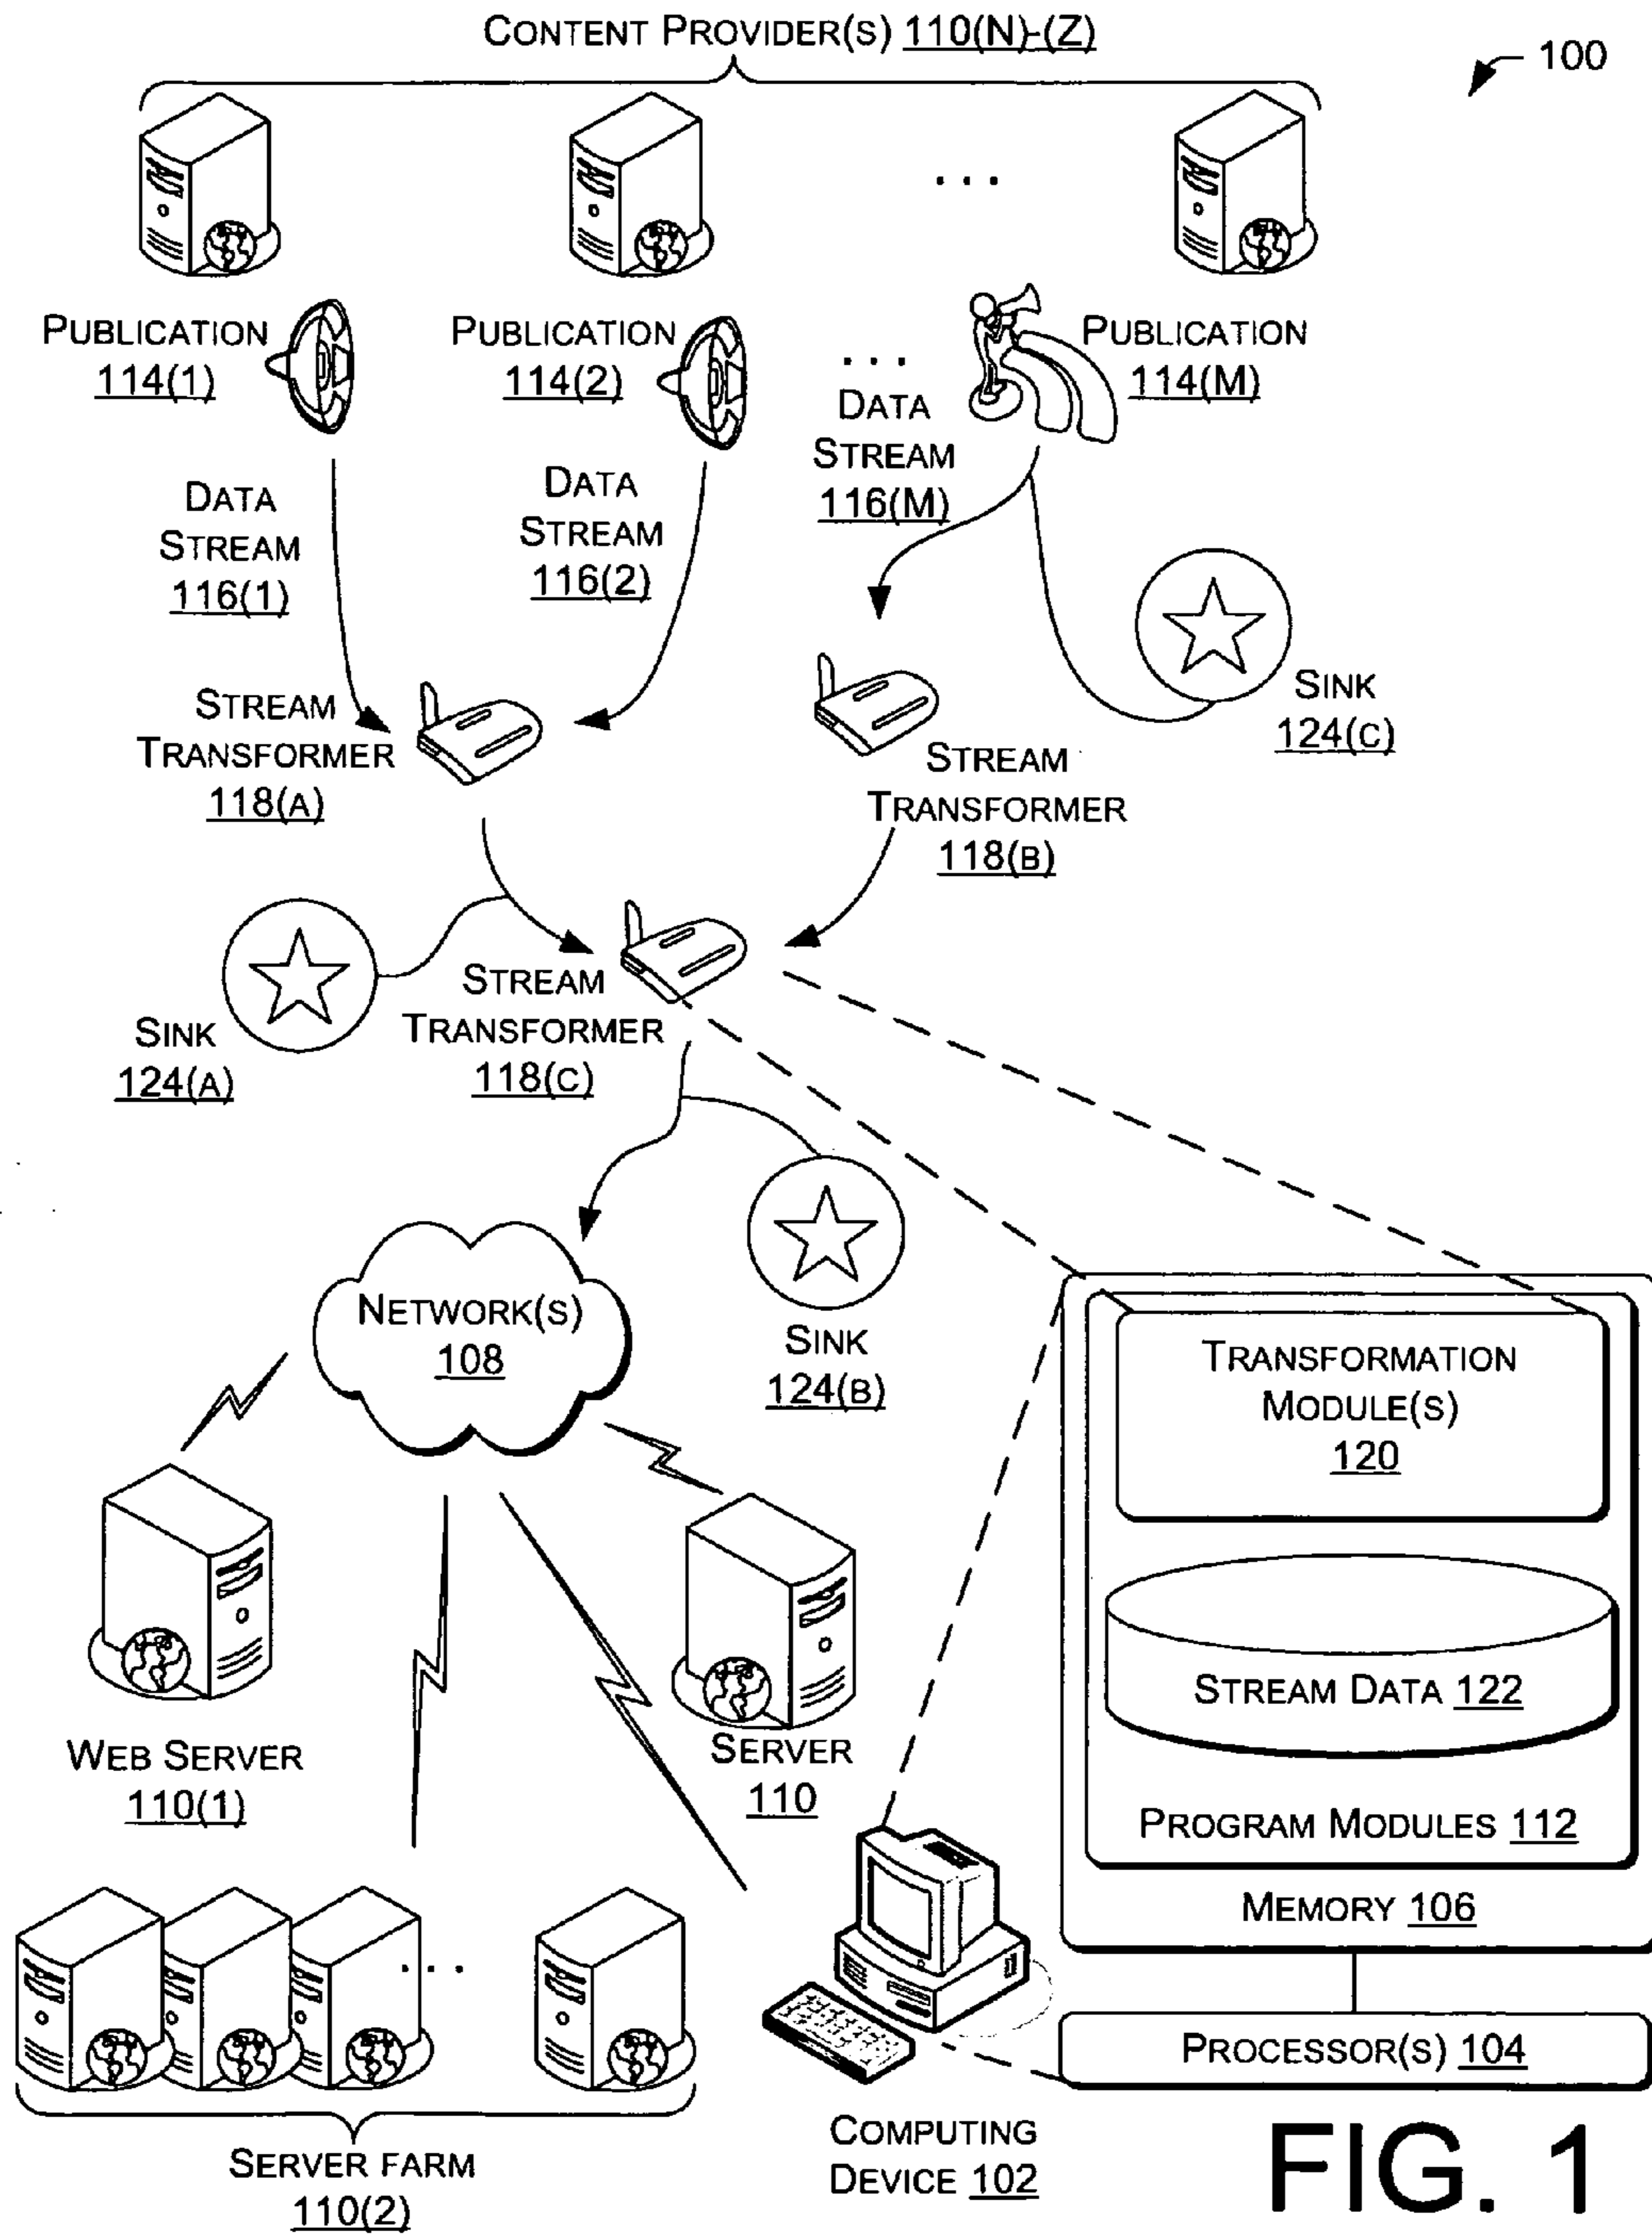 CONTENT PROVIDER(S) 110(N)-(Z)
100
...
PUBLICATION
114(1)
PUBLICATION
114(2)
...
PUBLICATION
114(M)
DATA
STREAM
116(1)
DATA
STREAM
116(2)
DATA
STREAM
116(M)
STREAM
TRANSFORMER
118(A)
STREAM
TRANSFORMER
118(B)
SINK
124(C)
SINK
124(A)
STREAM
TRANSFORMER
118(C)
NETWORK(S)
108
SINK
124(B)
TRANSFORMATION
MODULE(S)
120
STREAM DATA 122
PROGRAM MODULES 112
MEMORY 106
PROCESSOR(S) 104
WEB SERVER
110(1)
SERVER
110
...
SERVER FARM
110(2)
COMPUTING
DEVICE 102
FIG. 1